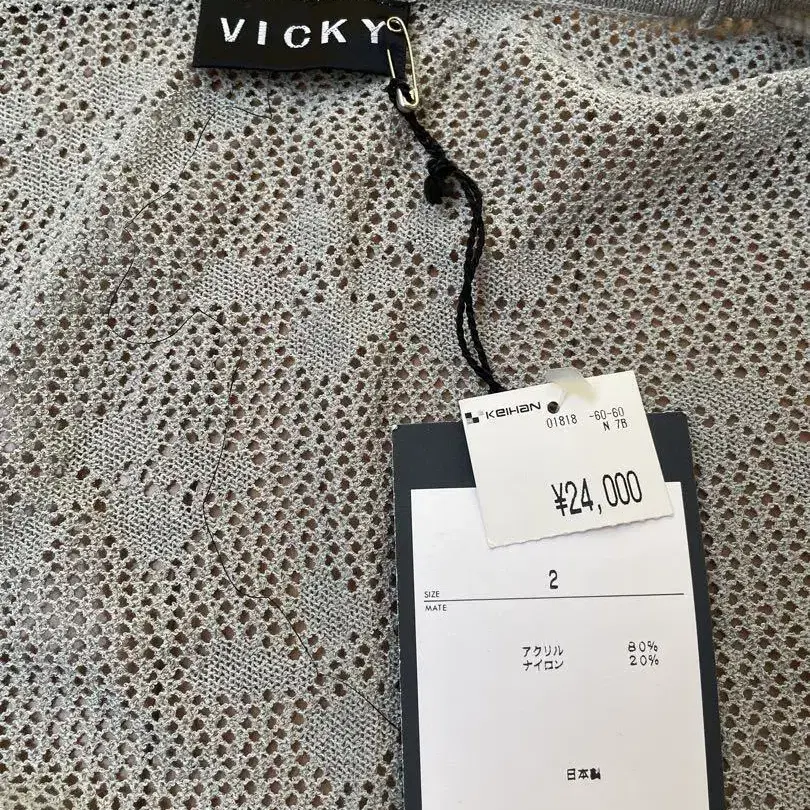 VICKY
KEIHAN
01818 -60-60
N 7B
¥24,000
SIZE 2
MATE
アクリル 80%
ナイロン 20%
日本製